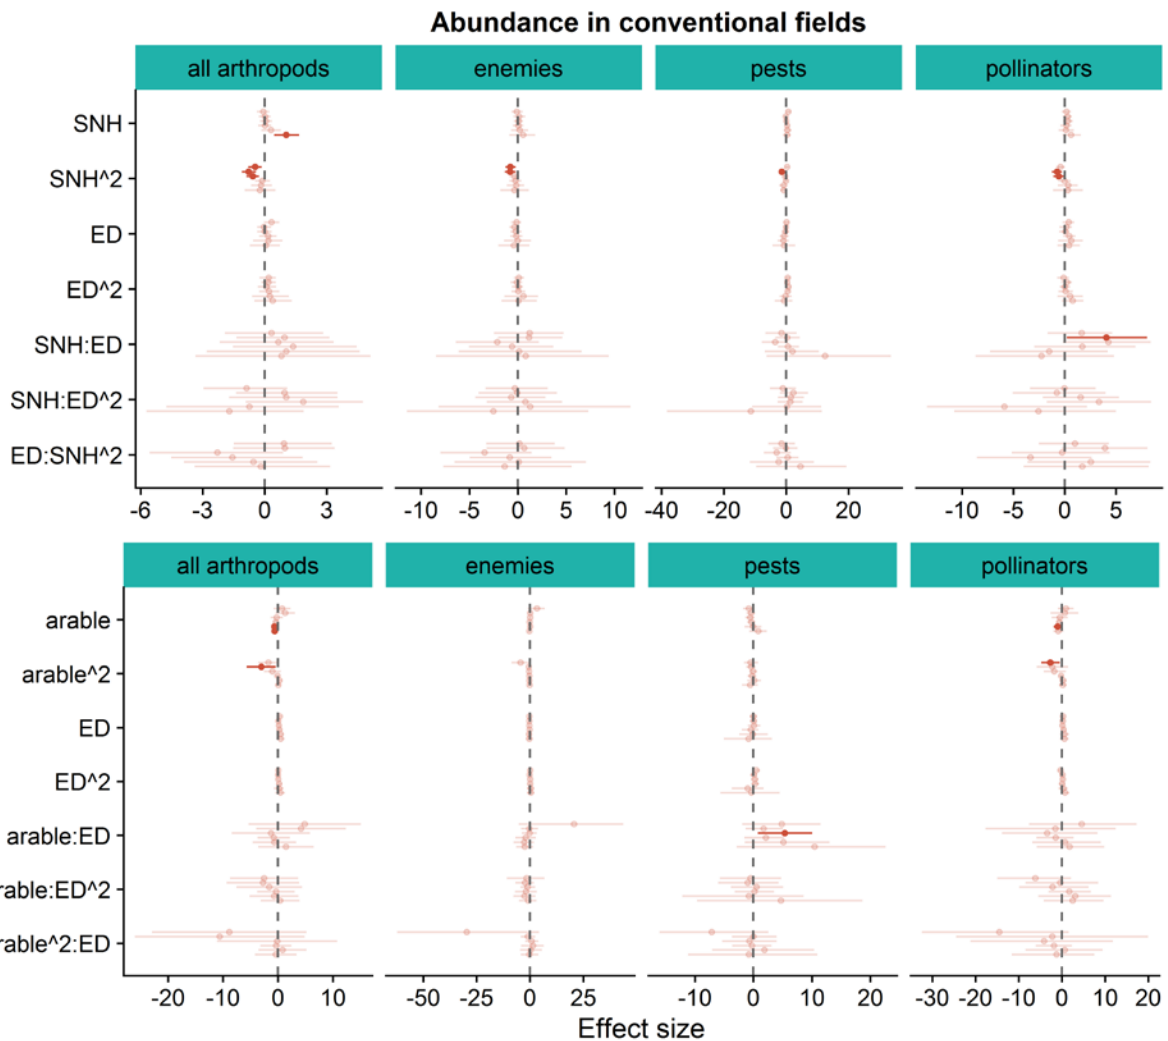 Abundance in conventional fields
all arthropods enemies pests pollinators
SNH
SNH^2
ED
ED^2
SNH:ED
SNH:ED^2
ED:SNH^2
-6 -3 0 3 -10 -5 0 5 10 -40 -20 0 20 -10 -5 0 5
all arthropods enemies pests pollinators
arable
arable^2
ED
ED^2
arable:ED
rable:ED^2
rable^2:ED
-20 -10 0 10 -50 -25 0 25 -10 0 10 20 -30 -20 -10 0 10 20
Effect size